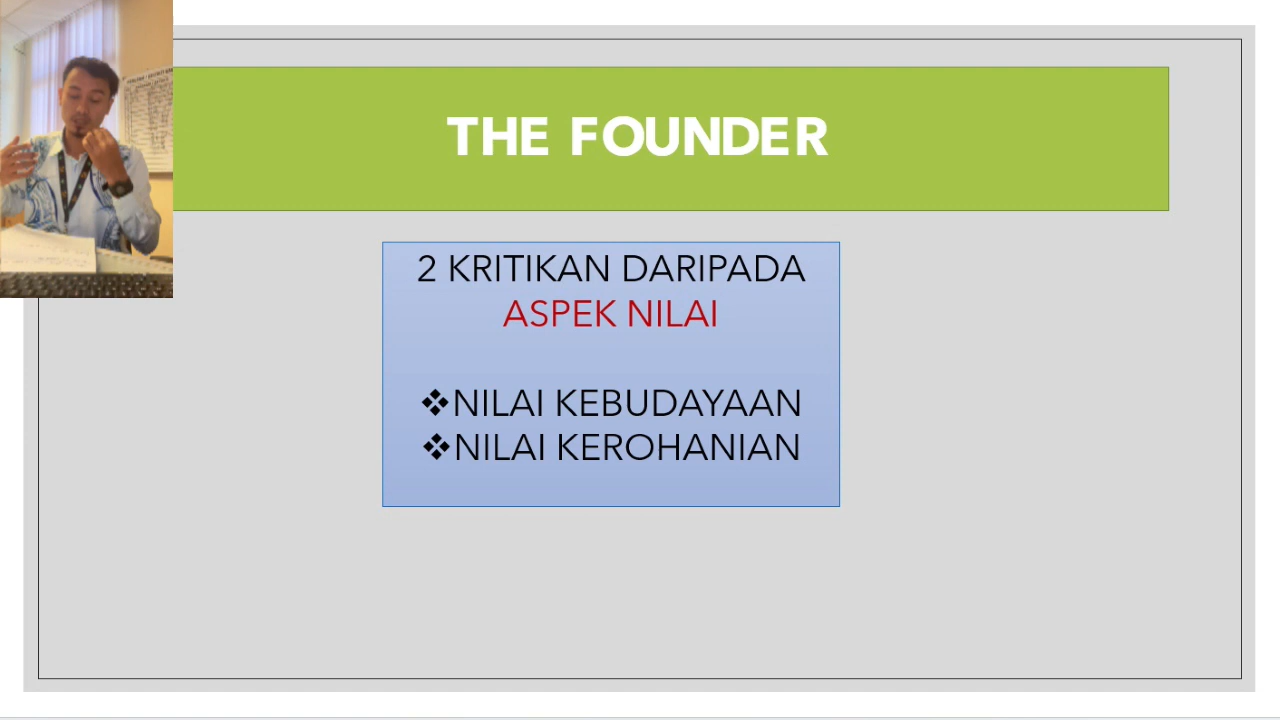 THE FOUNDER
2 KRITIKAN DARIPADA
ASPEK NILAI
❖NILAI KEBUDAYAAN
❖NILAI KEROHANIAN